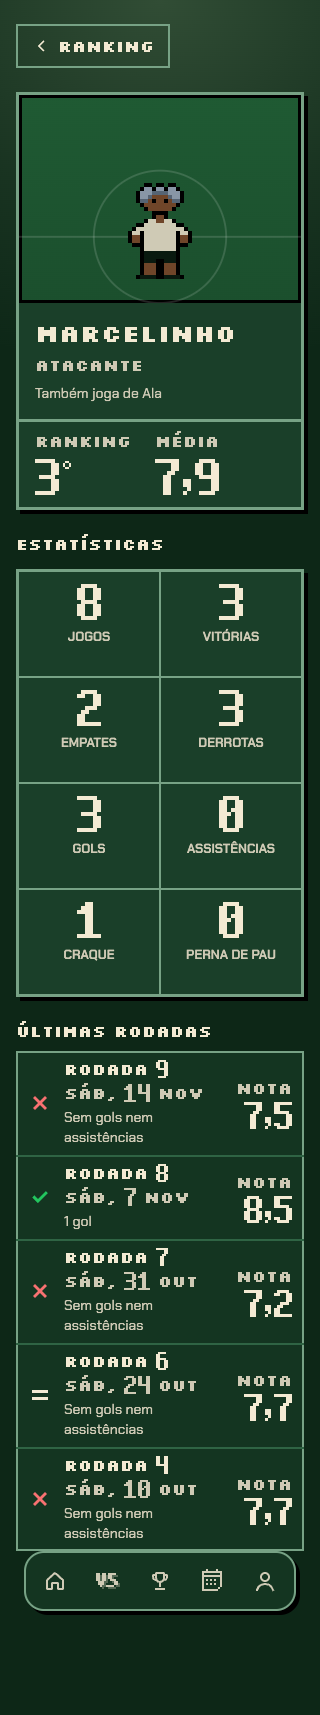 RANKING
MARCELINHO
ATACANTE
Também joga de Ala
RANKING MÉDIA
3° 7,9
ESTATÍSTICAS
8 3
JOGOS VITÓRIAS
2 3
EMPATES DERROTAS
3 0
GOLS ASSISTÊNCIAS
1 0
CRAQUE PERNA DE PAU
ÚLTIMAS RODADAS
RODADA 9
SÁB, 14 NOV
Sem gols nem
assistências
NOTA
7,5
RODADA 8
SÁB, 7 NOV
1 gol
NOTA
8,5
RODADA 7
SÁB, 31 OUT
Sem gols nem
assistências
NOTA
7,2
RODADA 6
SÁB, 24 OUT
Sem gols nem
assistências
NOTA
7,7
RODADA 4
SÁB, 10 OUT
Sem gols nem
assistências
NOTA
7,7
VS